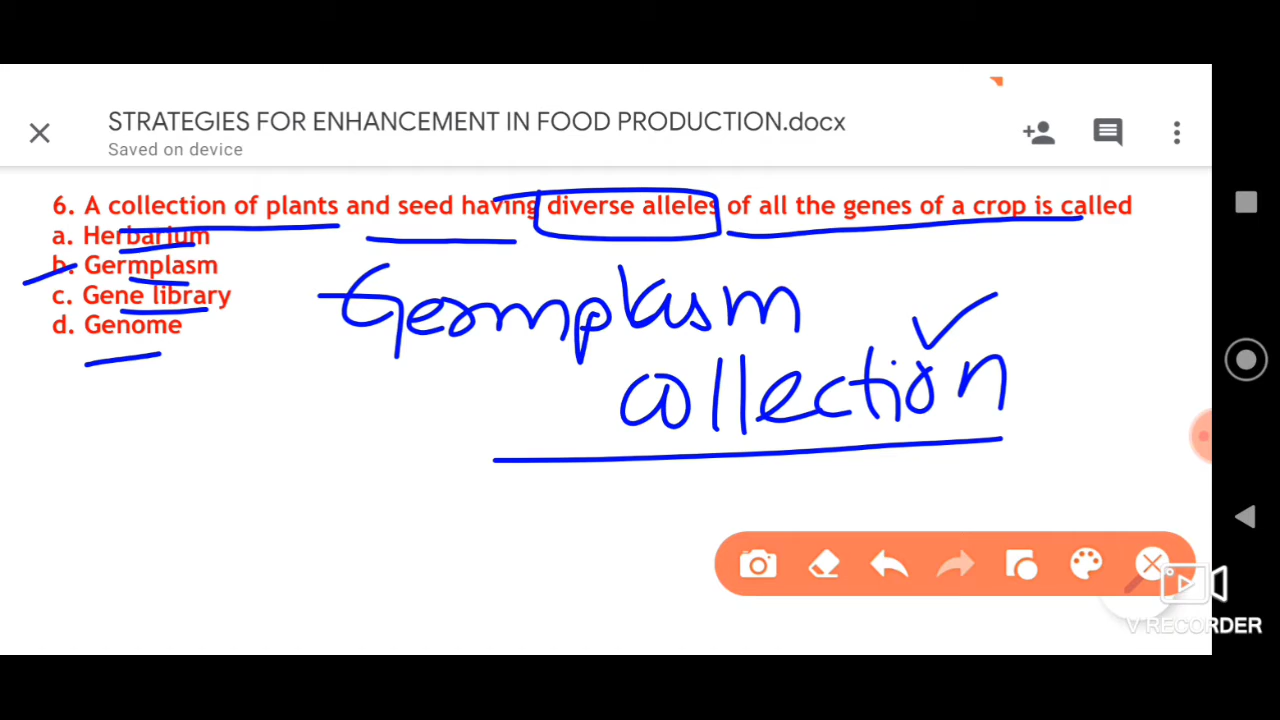 STRATEGIES FOR ENHANCEMENT IN FOOD PRODUCTION.docx
Saved on device
6. A collection of plants and seed having diverse alleles of all the genes of a crop is called
a. Herbarium
b. Germplasm
c. Gene library
d. Genome
Germplasm
collection
V RECORDER